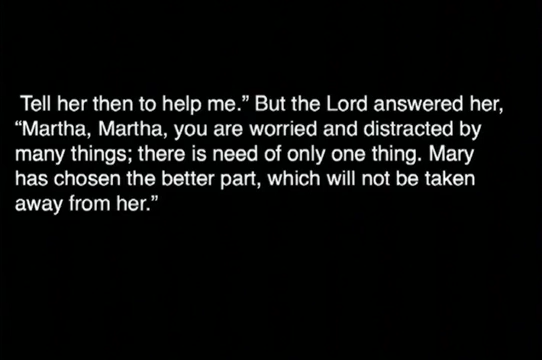 Tell her then to help me.” But the Lord answered her,
“Martha, Martha, you are worried and distracted by
many things; there is need of only one thing. Mary
has chosen the better part, which will not be taken
away from her.”